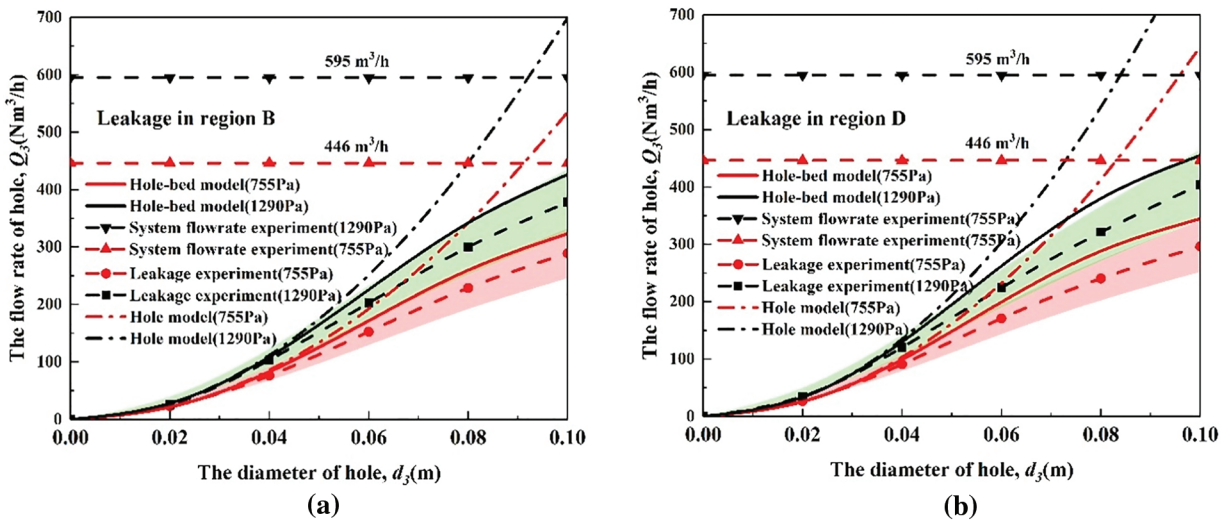 700
600
500
400
300
200
100
0
The flow rate of hole, Q3(Nm3/h)
595 m3/h
Leakage in region B
446 m3/h
Hole-bed model(755Pa)
Hole-bed model(1290Pa)
System flowrate experiment(1290Pa)
System flowrate experiment(755Pa)
Leakage experiment(755Pa)
Leakage experiment(1290Pa)
Hole model(755Pa)
Hole model(1290Pa)
0.00 0.02 0.04 0.06 0.08 0.10
The diameter of hole, d3(m)
(a)
700
600
500
400
300
200
100
0
The flow rate of hole, Q3(Nm3/h)
595 m3/h
Leakage in region D
446 m3/h
Hole-bed model(755Pa)
Hole-bed model(1290Pa)
System flowrate experiment(755Pa)
System flowrate experiment(755Pa)
Leakage experiment(755Pa)
Leakage experiment(1290Pa)
Hole model(755Pa)
Hole model(1290Pa)
0.00 0.02 0.04 0.06 0.08 0.10
The diameter of hole, d3(m)
(b)